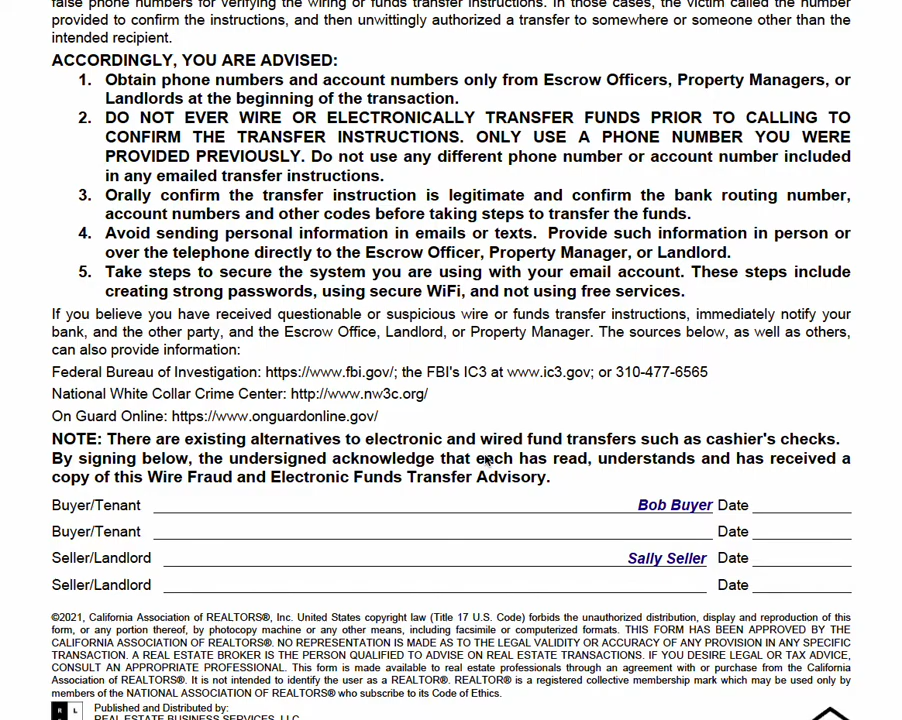 false phone numbers for verifying the wiring or funds transfer instructions. In those cases, the victim called the number
provided to confirm the instructions, and then unwittingly authorized a transfer to somewhere or someone other than the
intended recipient.
ACCORDINGLY, YOU ARE ADVISED:
1. Obtain phone numbers and account numbers only from Escrow Officers, Property Managers, or
Landlords at the beginning of the transaction.
2. DO NOT EVER WIRE OR ELECTRONICALLY TRANSFER FUNDS PRIOR TO CALLING TO
CONFIRM THE TRANSFER INSTRUCTIONS. ONLY USE A PHONE NUMBER YOU WERE
PROVIDED PREVIOUSLY. Do not use any different phone number or account number included
in any emailed transfer instructions.
3. Orally confirm the transfer instruction is legitimate and confirm the bank routing number,
account numbers and other codes before taking steps to transfer the funds.
4. Avoid sending personal information in emails or texts. Provide such information in person or
over the telephone directly to the Escrow Officer, Property Manager, or Landlord.
5. Take steps to secure the system you are using with your email account. These steps include
creating strong passwords, using secure WiFi, and not using free services.
If you believe you have received questionable or suspicious wire or funds transfer instructions, immediately notify your
bank, and the other party, and the Escrow Office, Landlord, or Property Manager. The sources below, as well as others,
can also provide information:
Federal Bureau of Investigation: https://www.fbi.gov/; the FBI's IC3 at www.ic3.gov; or 310-477-6565
National White Collar Crime Center: http://www.nw3c.org/
On Guard Online: https://www.onguardonline.gov/
NOTE: There are existing alternatives to electronic and wired fund transfers such as cashier's checks.
By signing below, the undersigned acknowledge that each has read, understands and has received a
copy of this Wire Fraud and Electronic Funds Transfer Advisory.
Buyer/Tenant Bob Buyer Date
Buyer/Tenant Date
Seller/Landlord Sally Seller Date
Seller/Landlord Date
©2021, California Association of REALTORS®, Inc. United States copyright law (Title 17 U.S. Code) forbids the unauthorized distribution, display and reproduction of this
form, or any portion thereof, by photocopy machine or any other means, including facsimile or computerized formats. THIS FORM HAS BEEN APPROVED BY THE
CALIFORNIA ASSOCIATION OF REALTORS®. NO REPRESENTATION IS MADE AS TO THE LEGAL VALIDITY OR ACCURACY OF ANY PROVISION IN ANY SPECIFIC
TRANSACTION. A REAL ESTATE BROKER IS THE PERSON QUALIFIED TO ADVISE ON REAL ESTATE TRANSACTIONS. IF YOU DESIRE LEGAL OR TAX ADVICE,
CONSULT AN APPROPRIATE PROFESSIONAL. This form is made available to real estate professionals through an agreement with or purchase from the California
Association of REALTORS®. It is not intended to identify the user as a REALTOR®. REALTOR® is a registered collective membership mark which may be used only by
members of the NATIONAL ASSOCIATION OF REALTORS® who subscribe to its Code of Ethics.
R L Published and Distributed by:
REAL ESTATE BUSINESS SERVICES, LLC